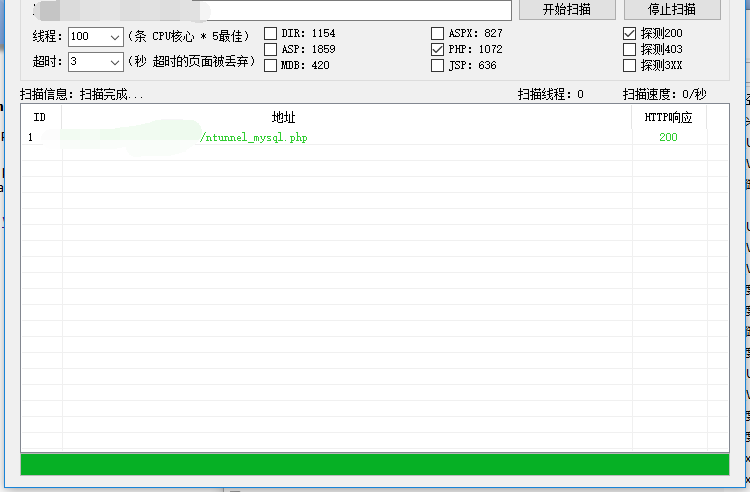 开始扫描 停止扫描
线程: 100 (条 CPU核心 * 5最佳) DIR: 1154 ASPX: 827 探测200
ASP: 1859 PHP: 1072 探测403
超时: 3 (秒 超时的页面被丢弃) MDB: 420 JSP: 636 探测3XX
扫描信息: 扫描完成... 扫描线程: 0 扫描速度: 0/秒
ID 地址 HTTP响应
1 /ntunnel_mysql.php 200